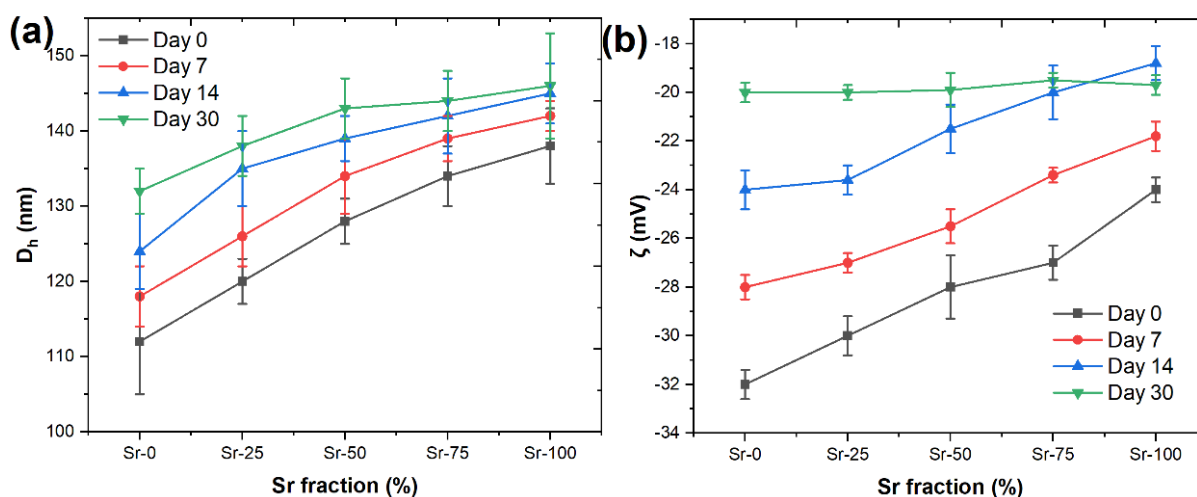 (a)
Day 0
Day 7
Day 14
Day 30
150
140
130
120
110
100
D_h (nm)
Sr-0 Sr-25 Sr-50 Sr-75 Sr-100
Sr fraction (%)
(b)
-18
-20
-22
-24
-26
-28
-30
-32
-34
ζ (mV)
Day 0
Day 7
Day 14
Day 30
Sr-0 Sr-25 Sr-50 Sr-75 Sr-100
Sr fraction (%)